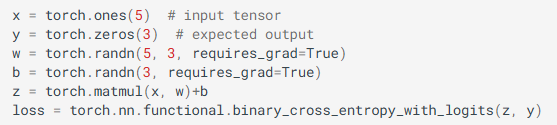 x = torch.ones(5)  # input tensor
y = torch.zeros(3)  # expected output
w = torch.randn(5, 3, requires_grad=True)
b = torch.randn(3, requires_grad=True)
z = torch.matmul(x, w)+b
loss = torch.nn.functional.binary_cross_entropy_with_logits(z, y)